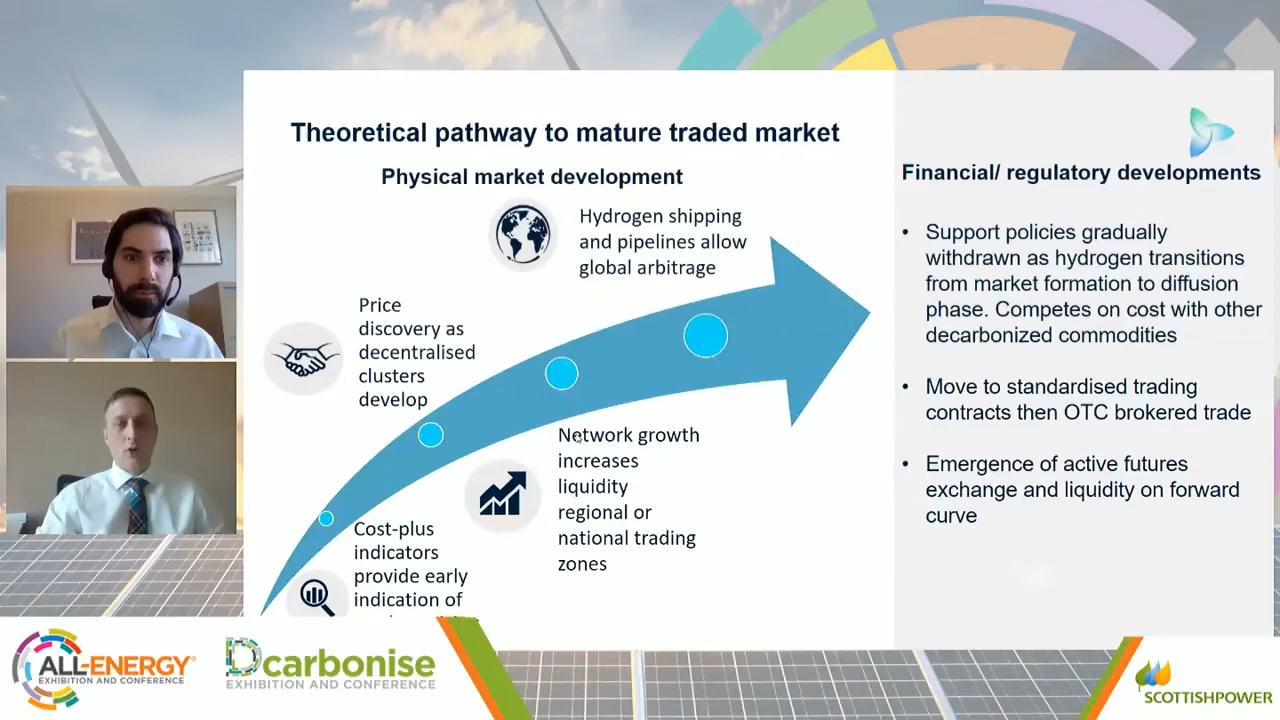 Theoretical pathway to mature traded market
Physical market development
Hydrogen shipping
and pipelines allow
global arbitrage
Price
discovery as
decentralised
clusters
develop
Network growth
increases
liquidity
regional or
national trading
zones
Cost-plus
indicators
provide early
indication of
Financial/ regulatory developments
• Support policies gradually
withdrawn as hydrogen transitions
from market formation to diffusion
phase. Competes on cost with other
decarbonized commodities
• Move to standardised trading
contracts then OTC brokered trade
• Emergence of active futures
exchange and liquidity on forward
curve
ALL-ENERGY®
EXHIBITION AND CONFERENCE
Dcarbonise
EXHIBITION AND CONFERENCE
SCOTTISHPOWER